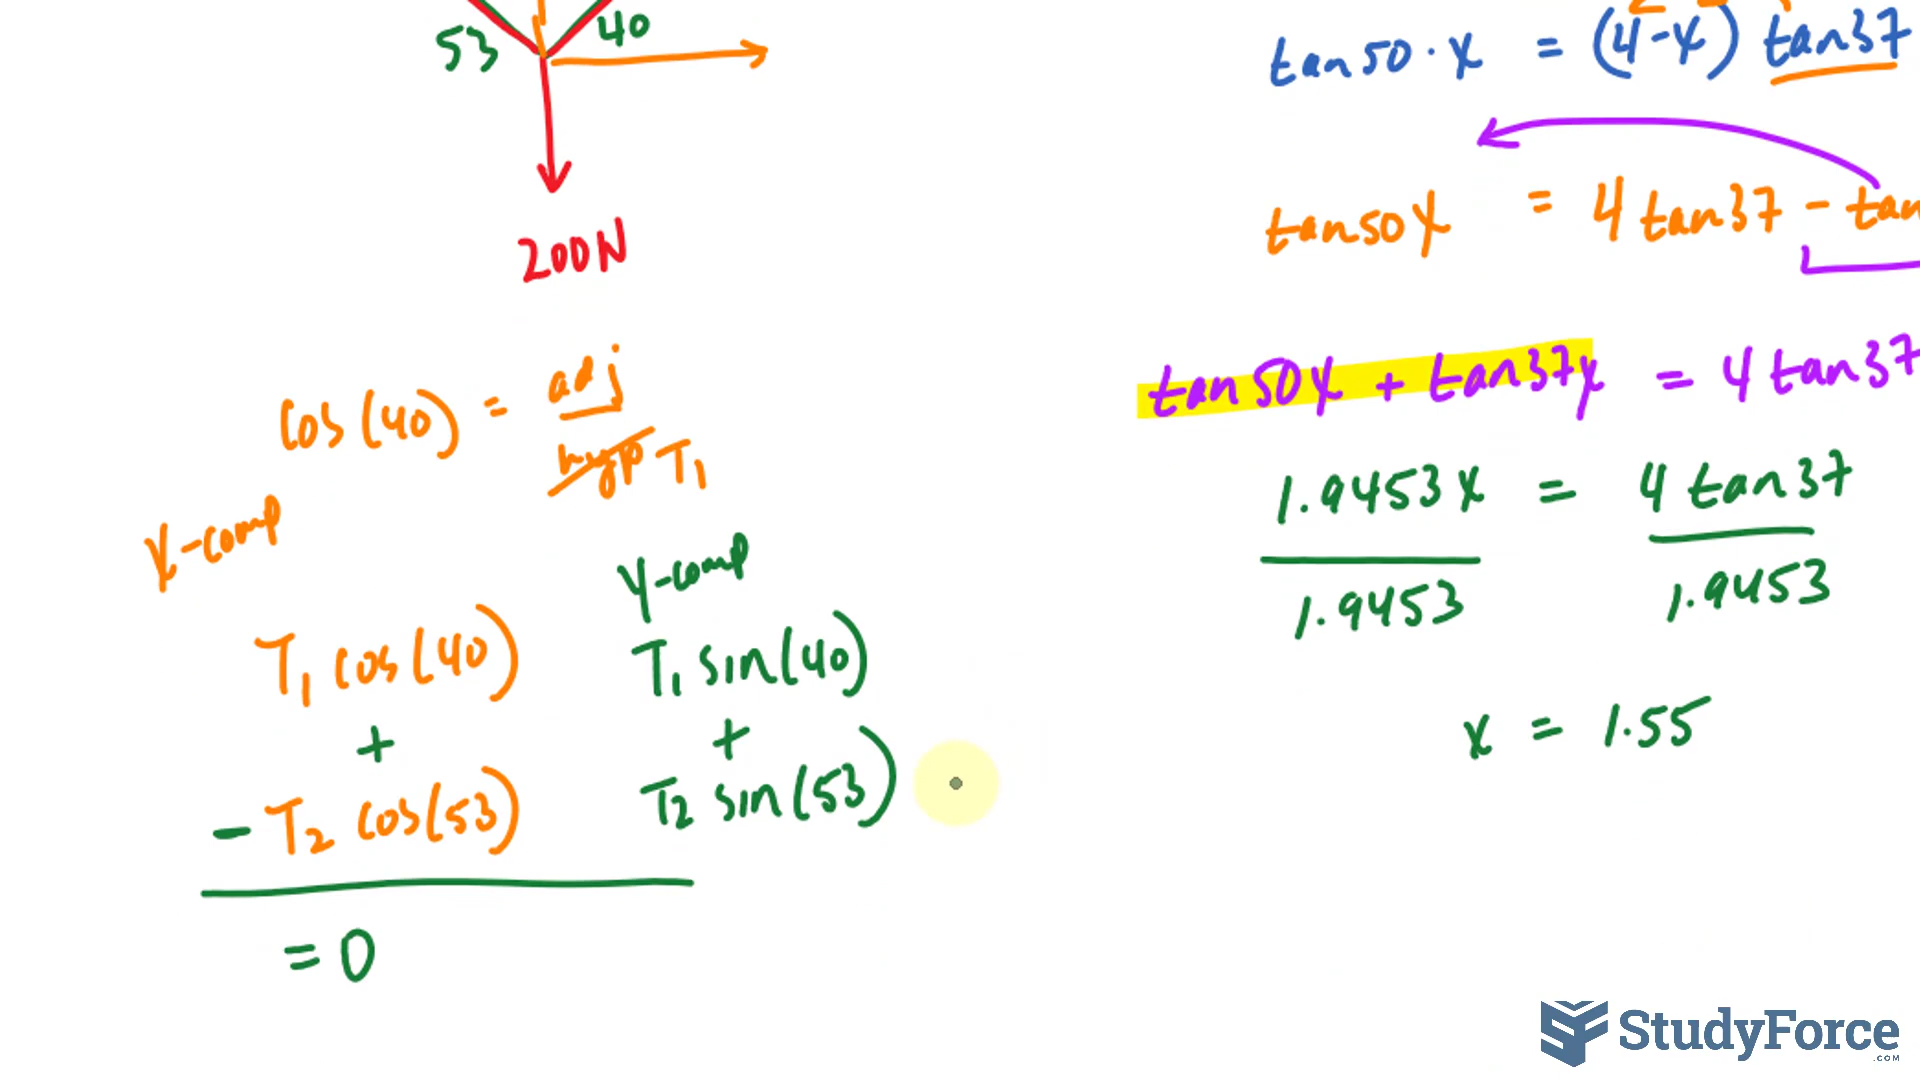 53
40
200N
cos(40) = adj / hyp T₁
x-comp
y-comp
T₁ cos(40)
T₁ sin(40)
+
+
- T₂ cos(53)
T₂ sin(53)
= 0
tan50 · x = (4-x) tan37
tan50x = 4 tan37 - tan
tan50x + tan37x = 4 tan37
1.9453x = 4 tan37
1.9453 1.9453
x = 1.55
StudyForce
.COM